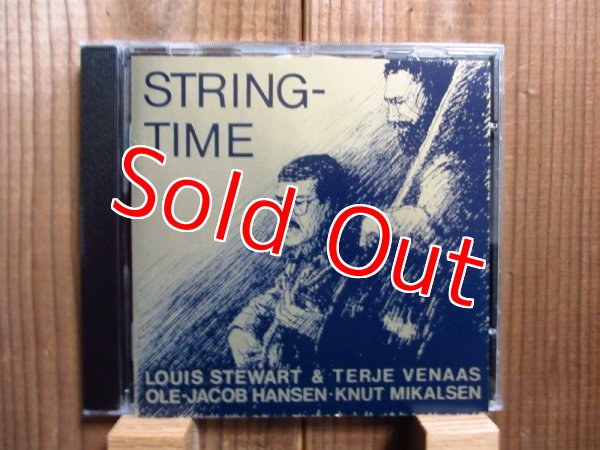 STRING-
TIME
Sold Out
LOUIS STEWART & TERJE VENAAS
OLE-JACOB HANSEN·KNUT MIKALSEN